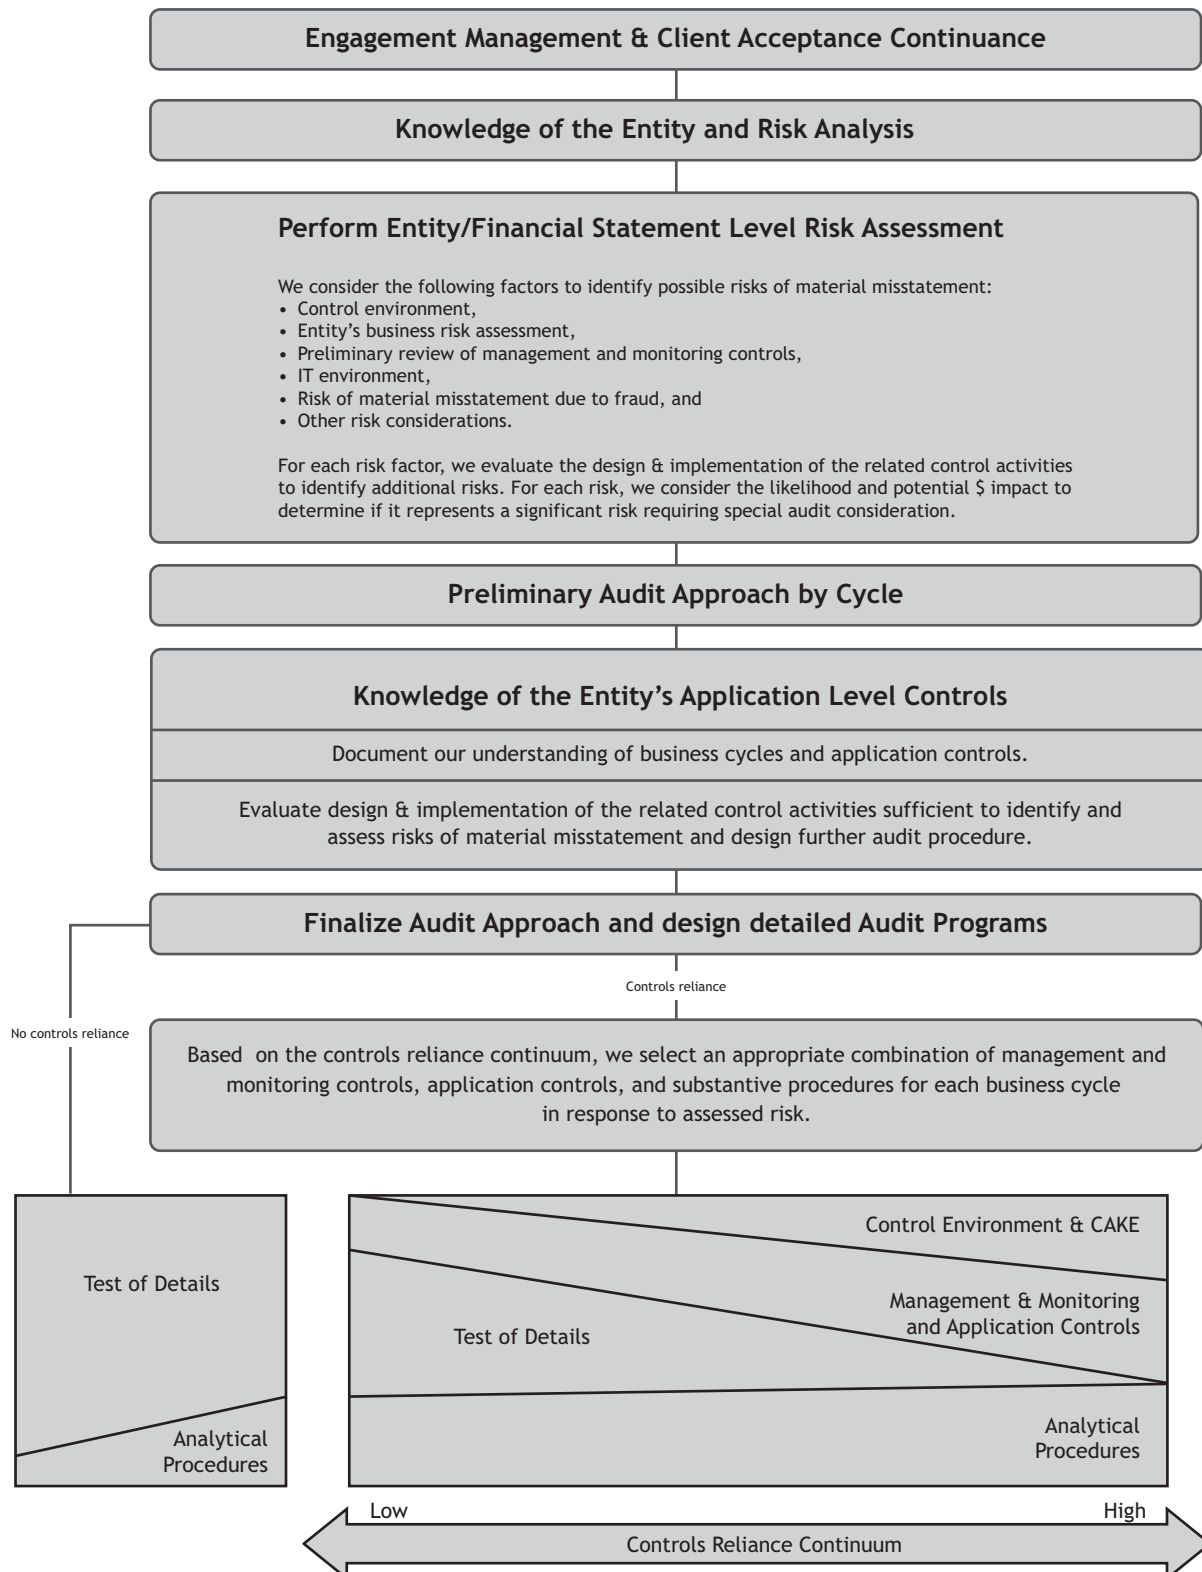 Engagement Management & Client Acceptance Continuance
Knowledge of the Entity and Risk Analysis
Perform Entity/Financial Statement Level Risk Assessment
We consider the following factors to identify possible risks of material misstatement:
• Control environment,
• Entity's business risk assessment,
• Preliminary review of management and monitoring controls,
• IT environment,
• Risk of material misstatement due to fraud, and
• Other risk considerations.
For each risk factor, we evaluate the design & implementation of the related control activities
to identify additional risks. For each risk, we consider the likelihood and potential $ impact to
determine if it represents a significant risk requiring special audit consideration.
Preliminary Audit Approach by Cycle
Knowledge of the Entity's Application Level Controls
Document our understanding of business cycles and application controls.
Evaluate design & implementation of the related control activities sufficient to identify and
assess risks of material misstatement and design further audit procedure.
Finalize Audit Approach and design detailed Audit Programs
Controls reliance
No controls reliance
Based on the controls reliance continuum, we select an appropriate combination of management and
monitoring controls, application controls, and substantive procedures for each business cycle
in response to assessed risk.
Test of Details
Analytical
Procedures
Control Environment & CAKE
Management & Monitoring
and Application Controls
Test of Details
Analytical
Procedures
Low
High
Controls Reliance Continuum